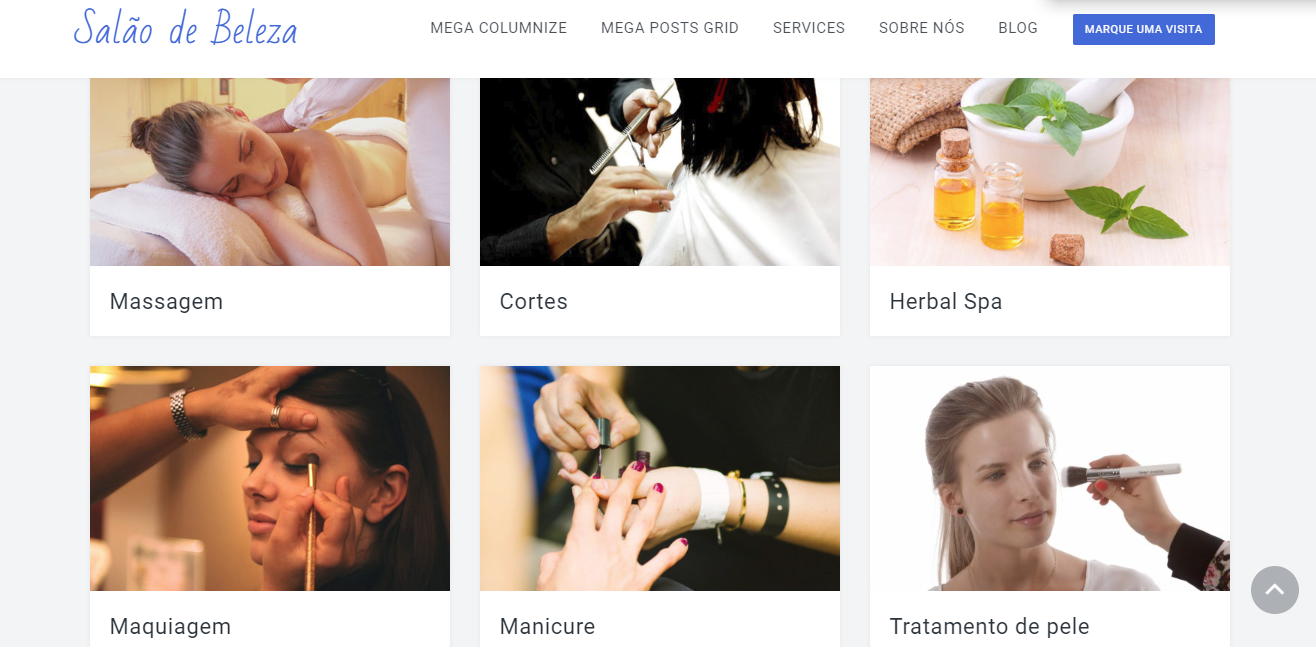 Salão de Beleza
MEGA COLUMNIZE
MEGA POSTS GRID
SERVICES
SOBRE NÓS
BLOG
MARQUE UMA VISITA
Massagem
Cortes
Herbal Spa
Maquiagem
Manicure
Tratamento de pele